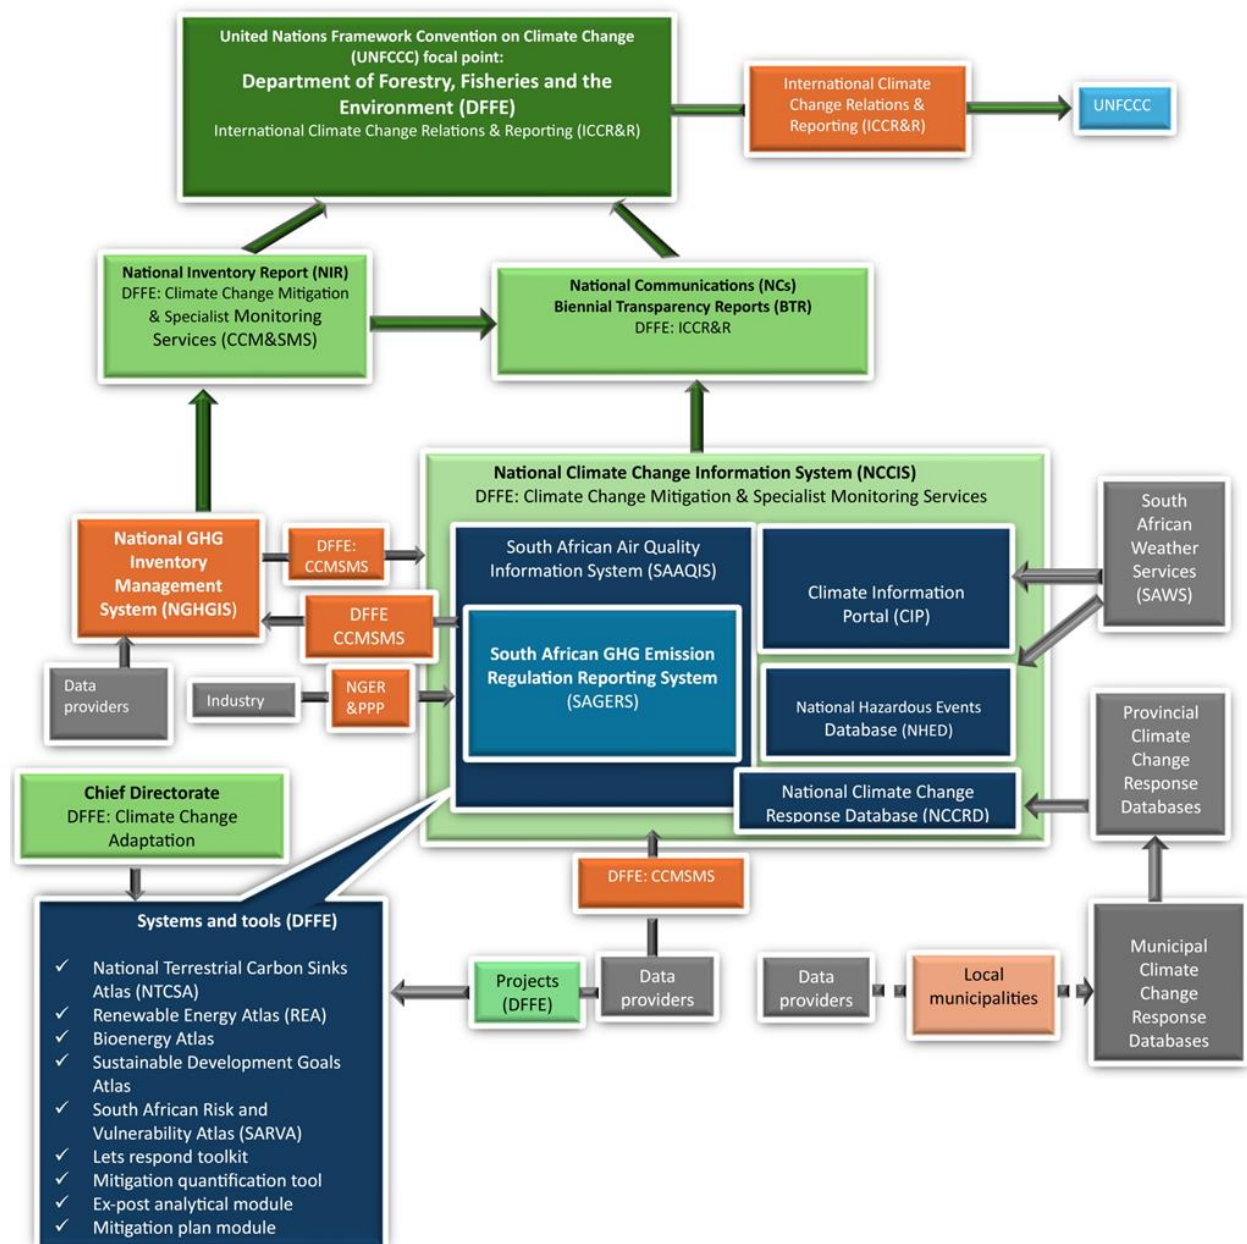 United Nations Framework Convention on Climate Change
(UNFCCC) focal point:
Department of Forestry, Fisheries and the
Environment (DFFE)
International Climate Change Relations & Reporting (ICCR&R)
International Climate
Change Relations &
Reporting (ICCR&R)
UNFCCC
National Inventory Report (NIR)
DFFE: Climate Change Mitigation
& Specialist Monitoring
Services (CCM&SMS)
National Communications (NCs)
Biennial Transparency Reports (BTR)
DFFE: ICCR&R
National Climate Change Information System (NCCIS)
DFFE: Climate Change Mitigation & Specialist Monitoring Services
National GHG
Inventory
Management
System (NGHGIS)
DFFE:
CCMSMS
DFFE
CCMSMS
Data
providers
Industry
NGER
&PPP
South African Air Quality
Information System (SAAQIS)
South African GHG Emission
Regulation Reporting System
(SAGERS)
Climate Information
Portal (CIP)
National Hazardous Events
Database (NHED)
National Climate Change
Response Database (NCCRD)
South
African
Weather
Services
(SAWS)
Provincial
Climate
Change
Response
Databases
Chief Directorate
DFFE: Climate Change
Adaptation
DFFE: CCMSMS
Systems and tools (DFFE)
✓ National Terrestrial Carbon Sinks
Atlas (NTCSA)
✓ Renewable Energy Atlas (REA)
✓ Bioenergy Atlas
✓ Sustainable Development Goals
Atlas
✓ South African Risk and
Vulnerability Atlas (SARVA)
✓ Lets respond toolkit
✓ Mitigation quantification tool
✓ Ex-post analytical module
✓ Mitigation plan module
Projects
(DFFE)
Data
providers
Data
providers
Local
municipalities
Municipal
Climate
Change
Response
Databases